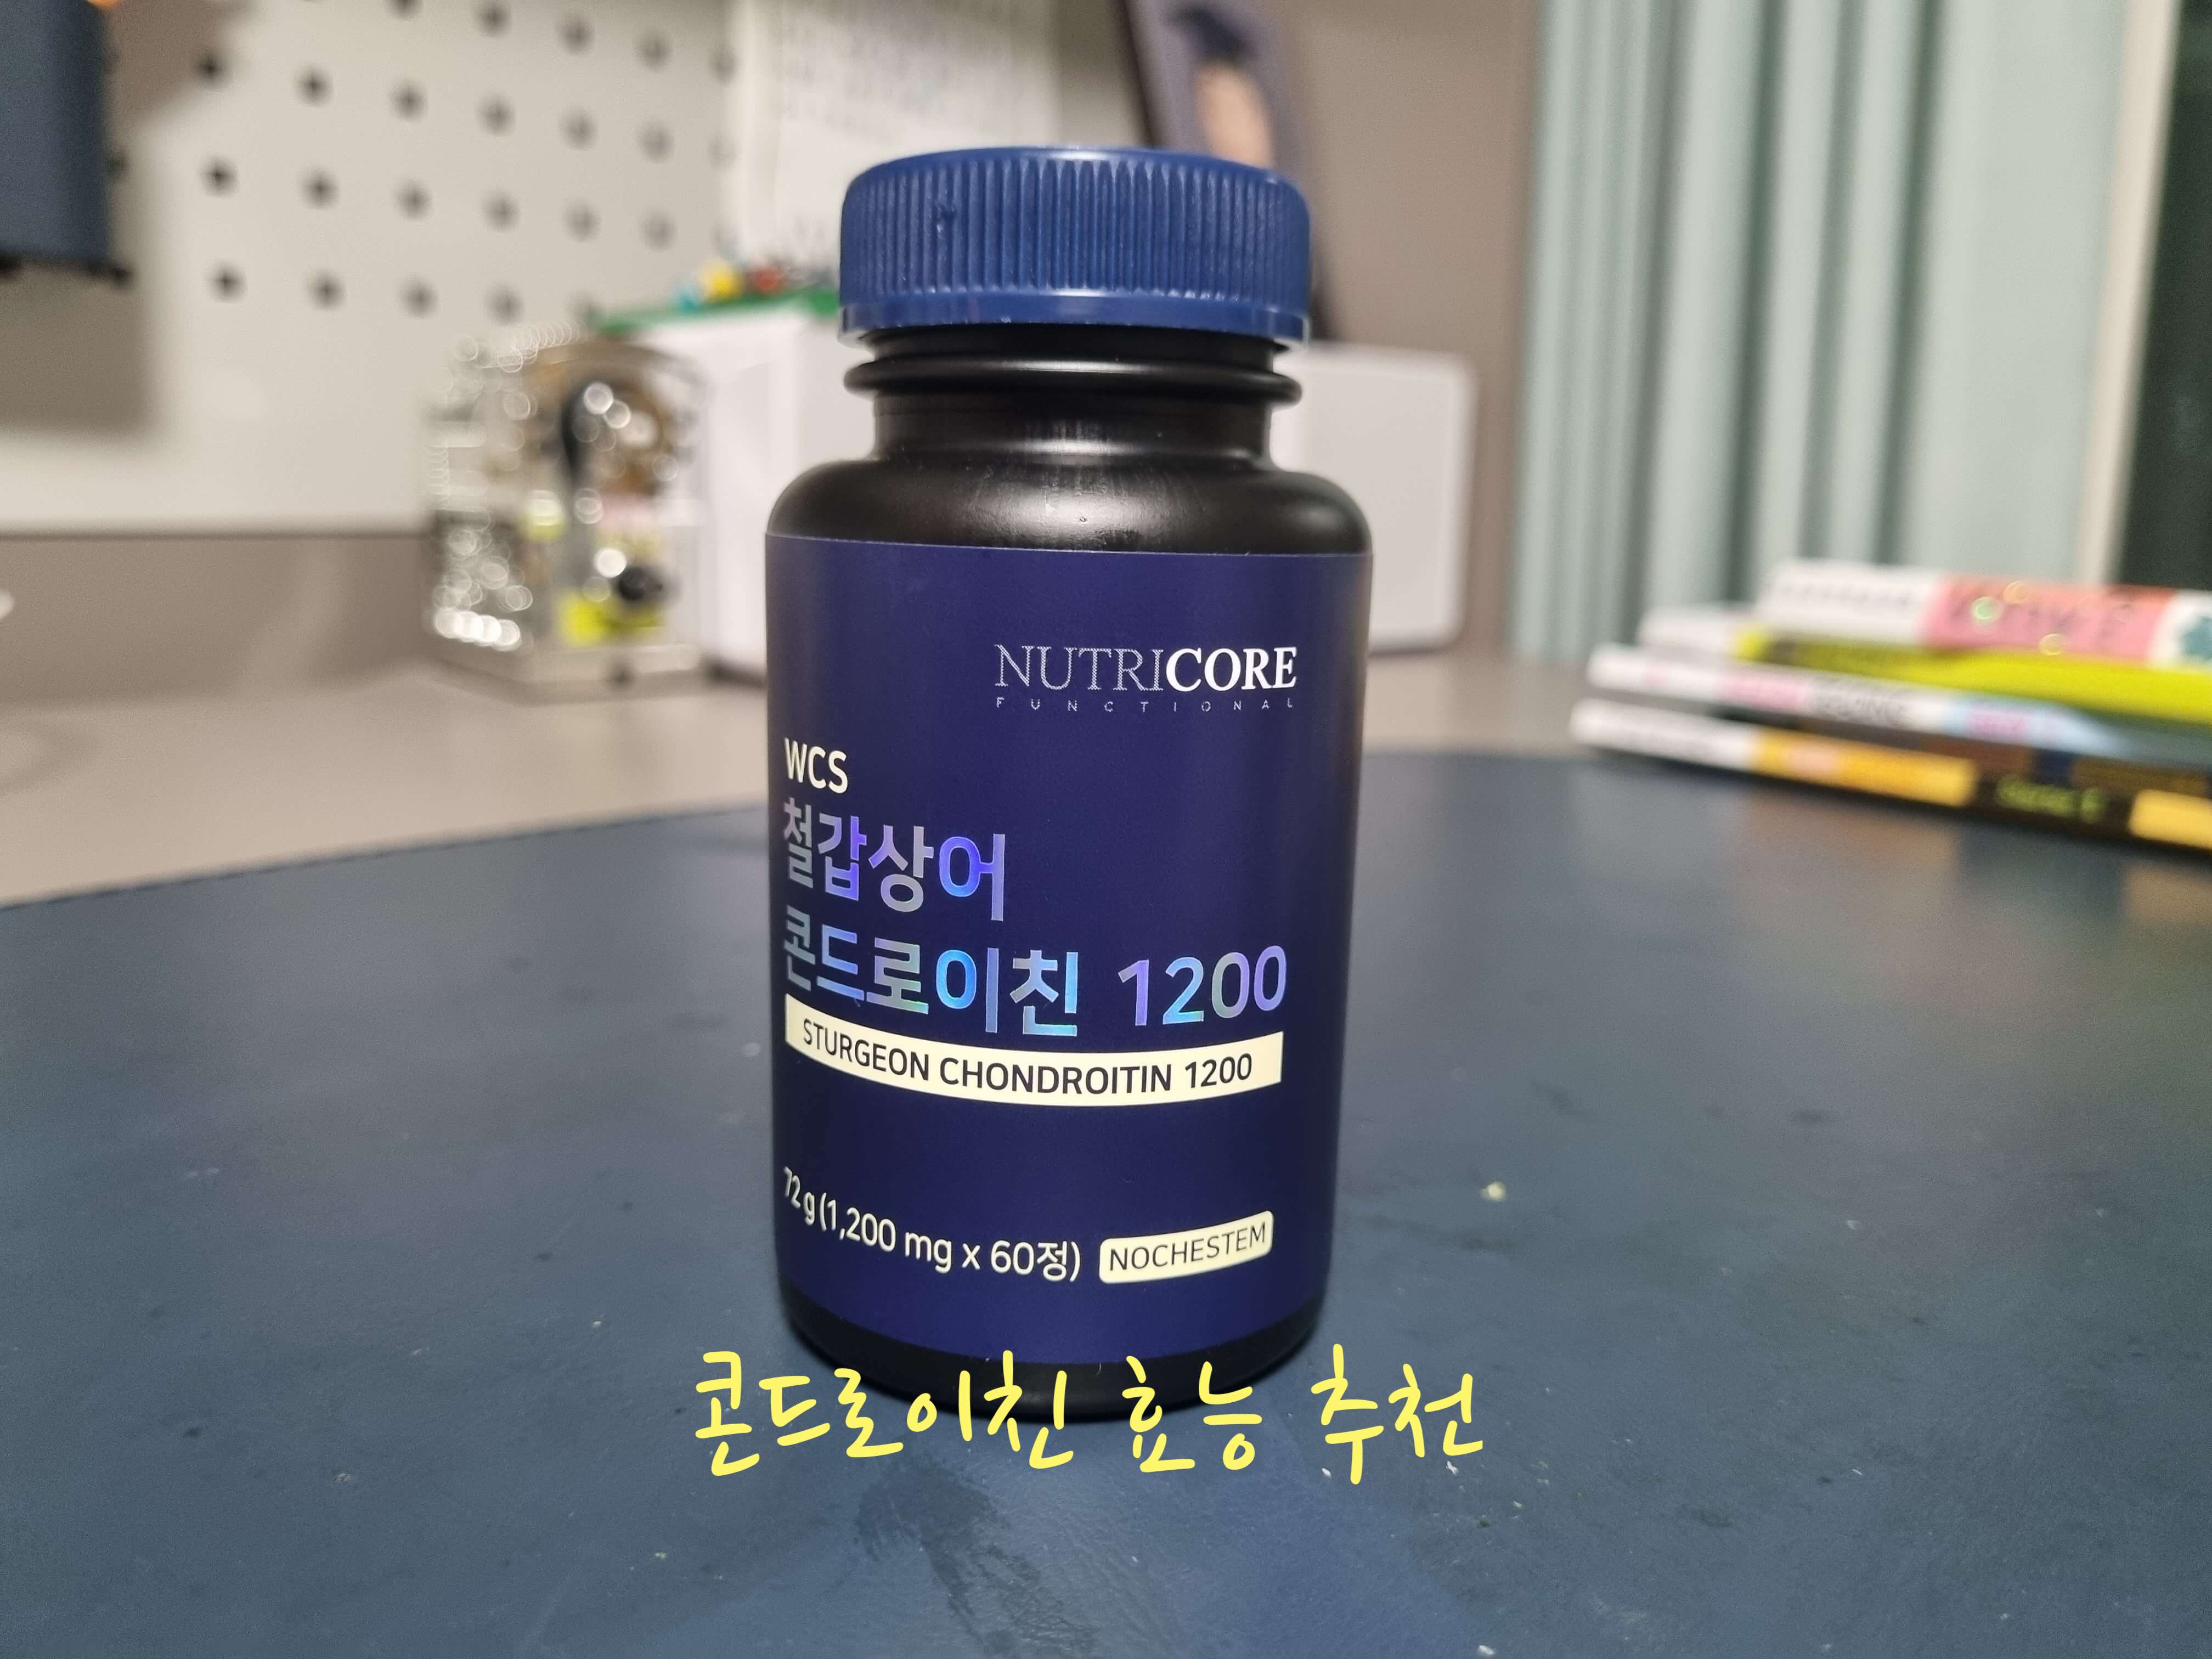 NUTRICORE
FUNCTIONAL
WCS
철갑상어
콘드로이친 1200
STURGEON CHONDROITIN 1200
72 g (1,200 mg x 60정)
NOCHESTEM
콘드로이친 효능 추천